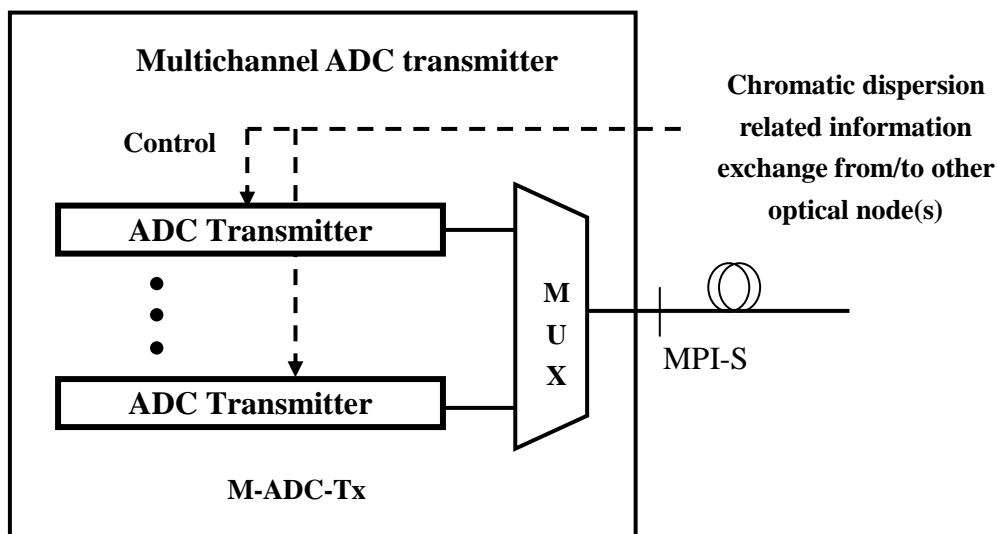 Multichannel ADC transmitter
Control
Chromatic dispersion
related information
exchange from/to other
optical node(s)
ADC Transmitter
ADC Transmitter
M
U
X
MPI-S
M-ADC-Tx